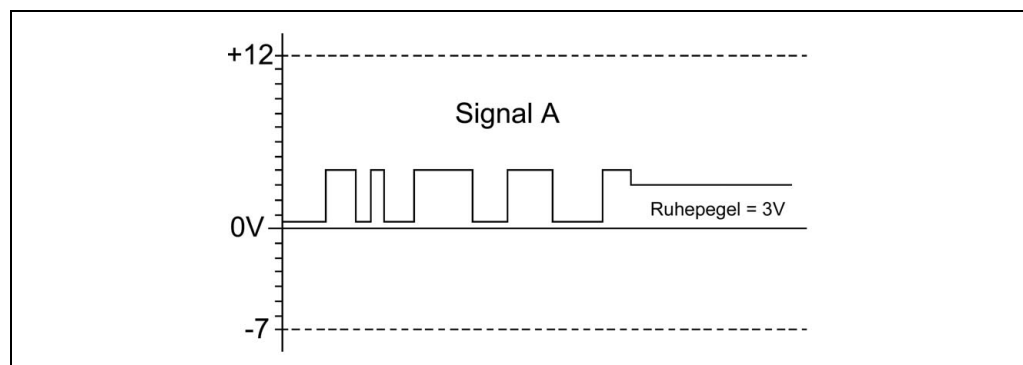 +12
Signal A
Ruhepegel = 3V
0V
-7